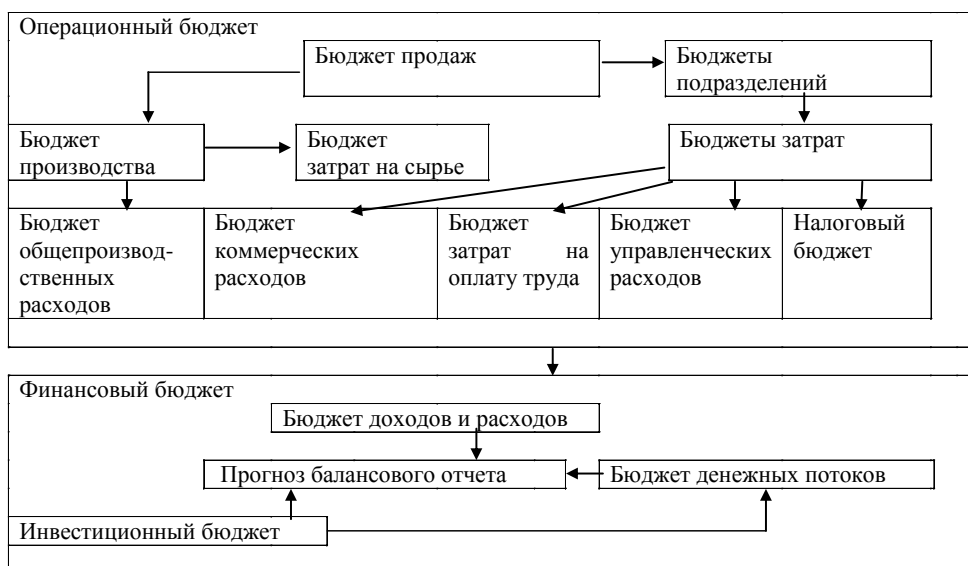 Операционный бюджет
Бюджет продаж
Бюджеты
подразделений
Бюджет
производства
Бюджет
затрат на сырье
Бюджеты затрат
Бюджет
общепроизвод-
ственных
расходов
Бюджет
коммерческих
расходов
Бюджет
затрат на
оплату труда
Бюджет
управленческих
расходов
Налоговый
бюджет
Финансовый бюджет
Бюджет доходов и расходов
Прогноз балансового отчета
Бюджет денежных потоков
Инвестиционный бюджет